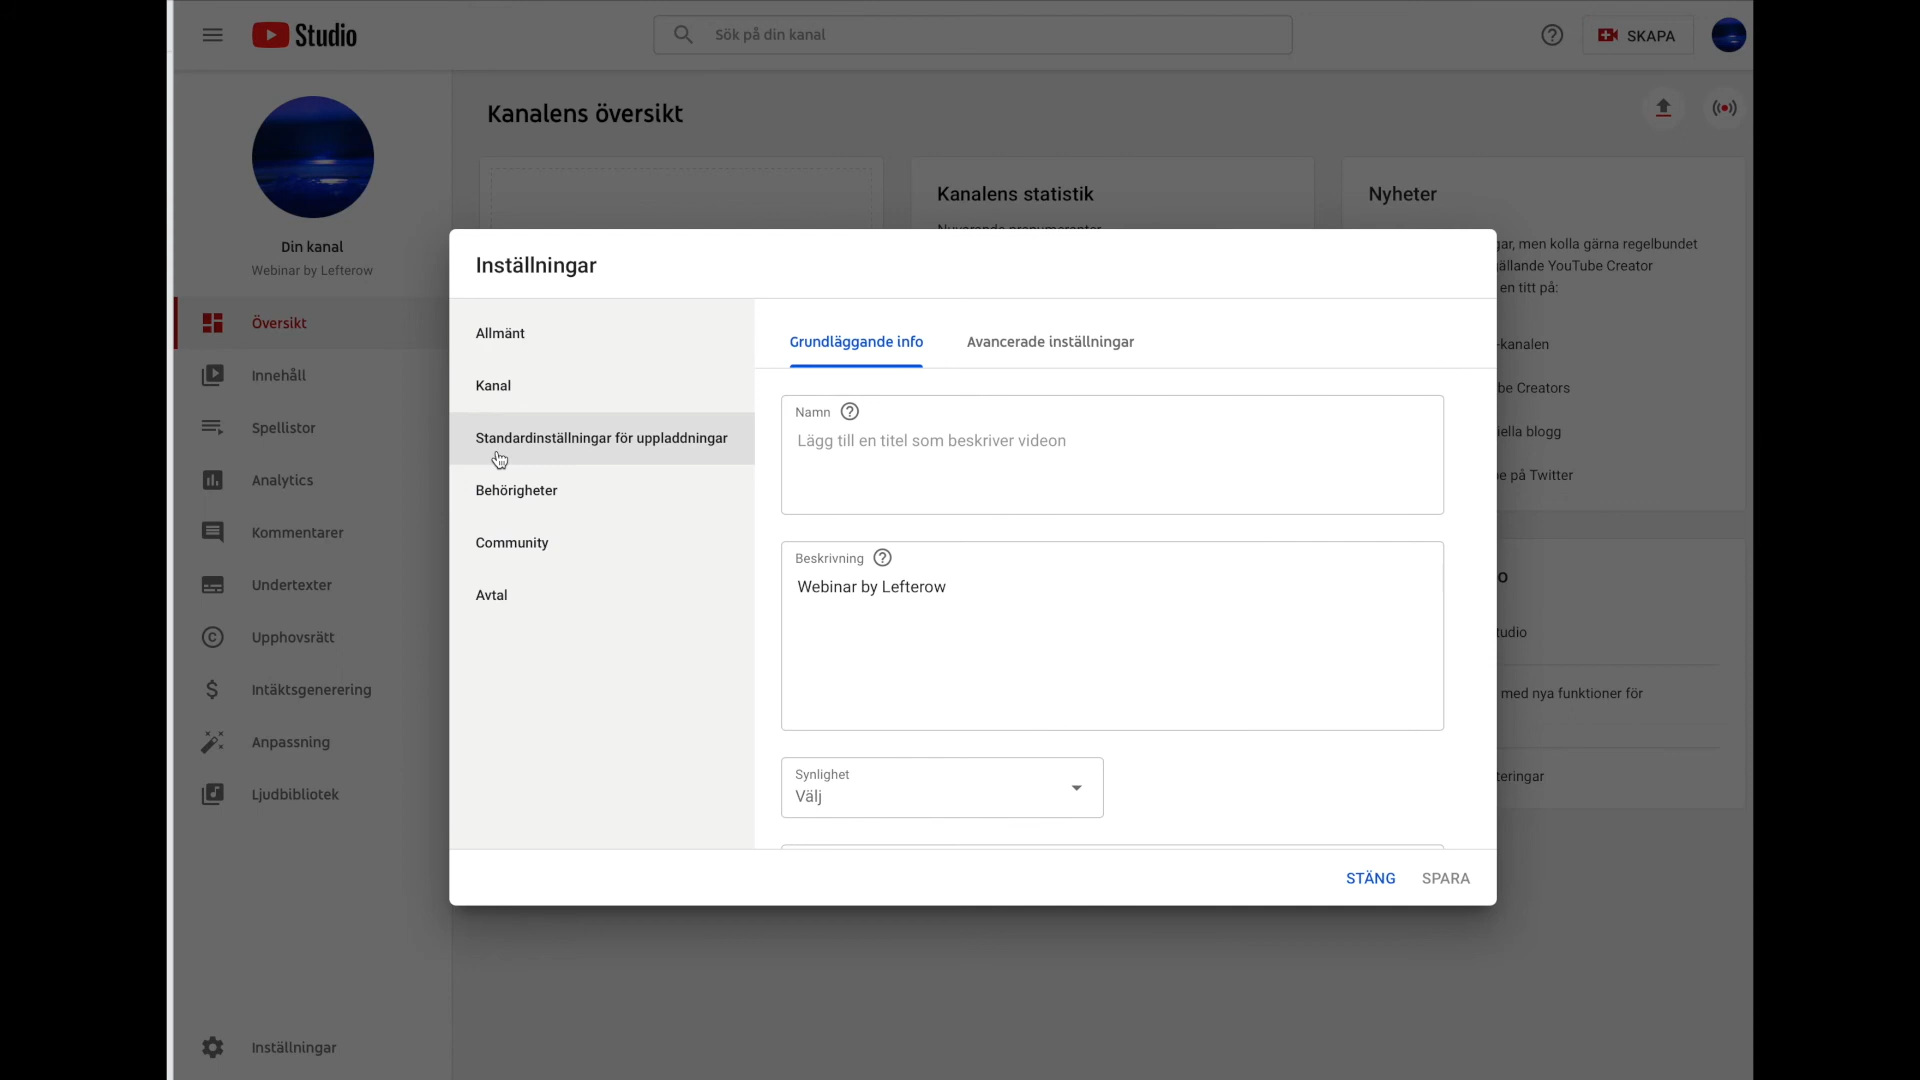 Studio
Sök på din kanal
SKAPA
Kanalens översikt
Din kanal
Webinar by Lefterow
Översikt
Innehåll
Spellistor
Analytics
Kommentarer
Undertexter
Upphovsrätt
Intäktsgenerering
Anpassning
Ljudbibliotek
Inställningar
Kanalens statistik
Nyheter
gar, men kolla gärna regelbundet
ällande YouTube Creator
en titt på:
-kanalen
be Creators
iella blogg
be på Twitter
o
tudio
med nya funktioner för
teringar
Inställningar
Allmänt
Kanal
Standardinställningar för uppladdningar
Behörigheter
Community
Avtal
Grundläggande info
Avancerade inställningar
Namn
Lägg till en titel som beskriver videon
Beskrivning
Webinar by Lefterow
Synlighet
Välj
STÄNG
SPARA